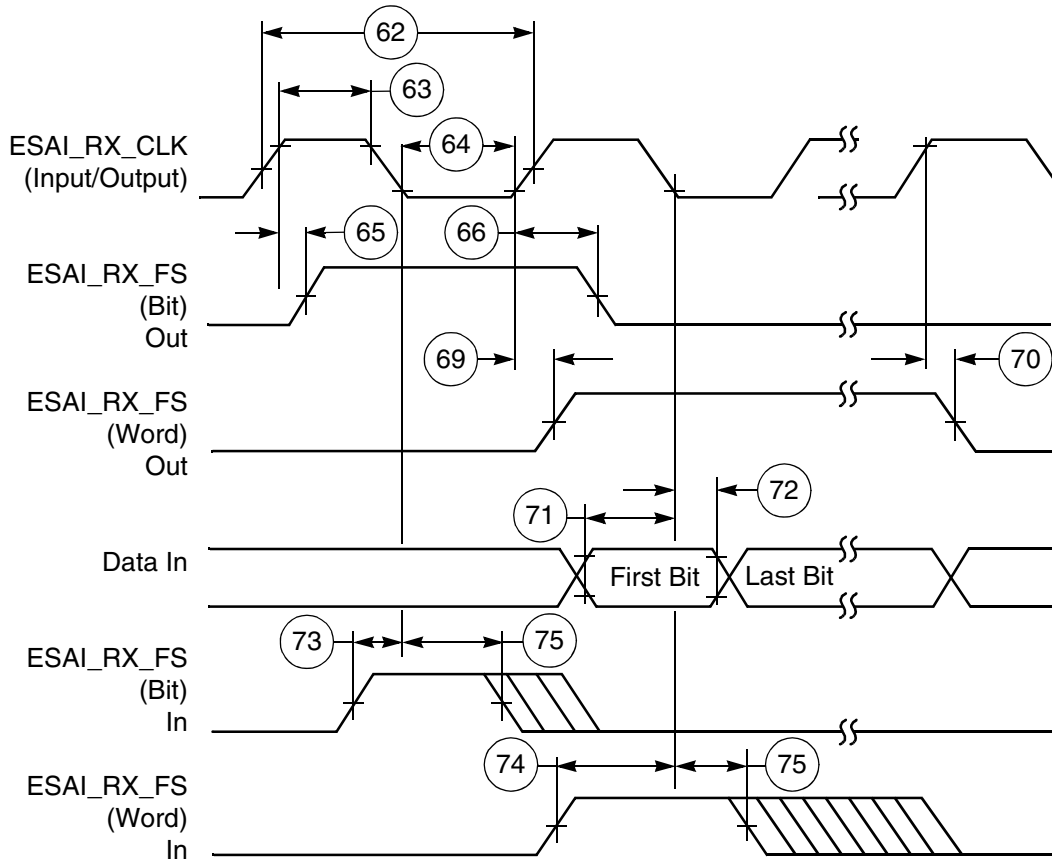 62
63
ESAI_RX_CLK
(Input/Output)
64
65
66
ESAI_RX_FS
(Bit)
Out
69
70
ESAI_RX_FS
(Word)
Out
71
72
Data In
First Bit
Last Bit
73
75
ESAI_RX_FS
(Bit)
In
74
75
ESAI_RX_FS
(Word)
In